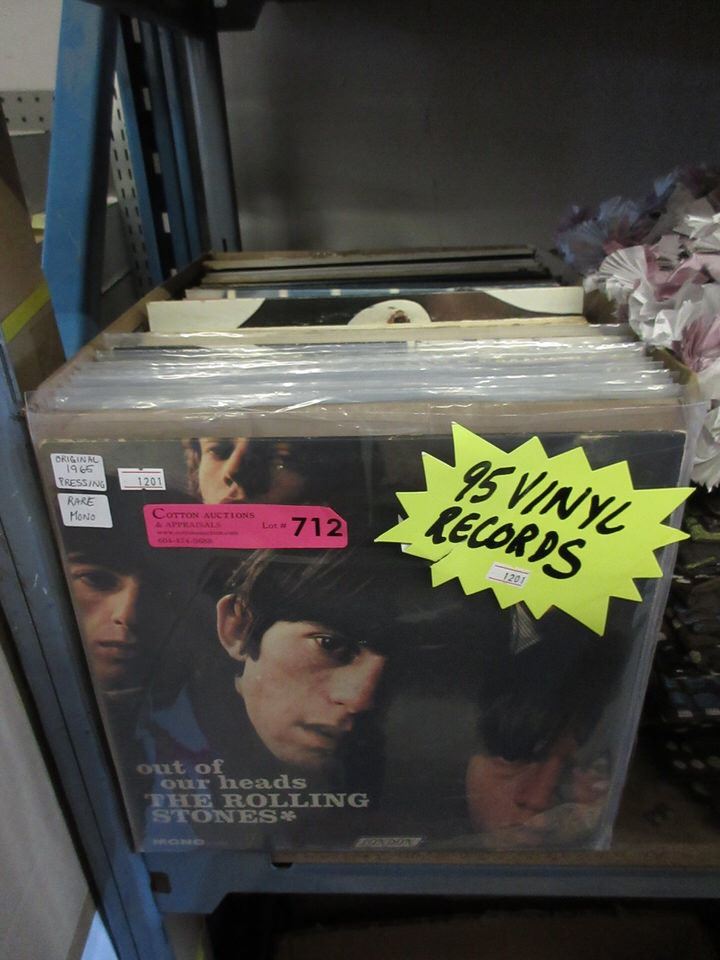 ORIGINAL
1965
PRESSING
RARE
MONO
1201
COTTON AUCTIONS
& APPRAISALS
Lot # 712
95 VINYL
RECORDS
1201
out of
our heads
THE ROLLING
STONES*
MONO
LONDON